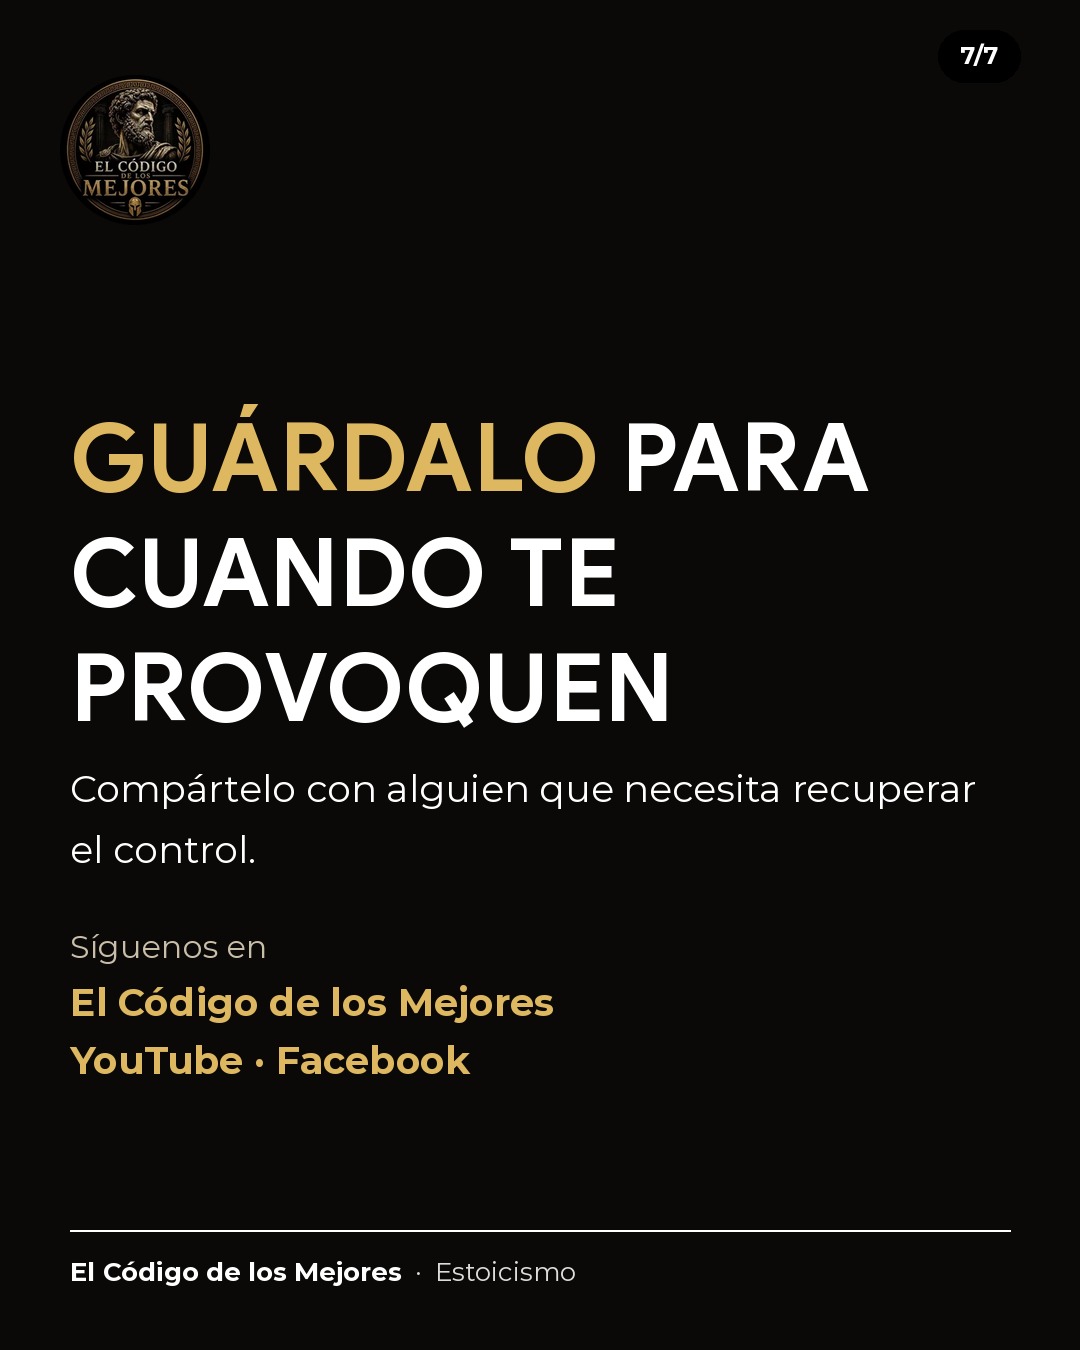 7/7
EL CÓDIGO
DE LOS
MEJORES
GUÁRDALO PARA
CUANDO TE
PROVOQUEN
Compártelo con alguien que necesita recuperar
el control.
Síguenos en
El Código de los Mejores
YouTube · Facebook
El Código de los Mejores · Estoicismo